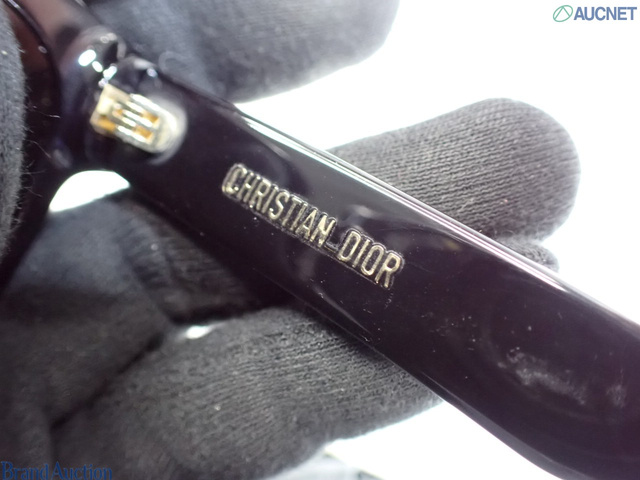 AUCNET
CHRISTIAN DIOR
Brand Auction